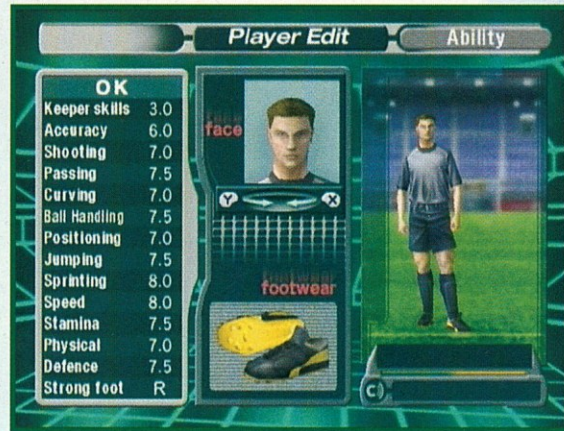 Player Edit
Ability
OK
Keeper skills 3.0
Accuracy 6.0
Shooting 7.0
Passing 7.5
Curving 7.0
Ball Handling 7.5
Positioning 7.0
Jumping 7.5
Sprinting 8.0
Speed 8.0
Stamina 7.5
Physical 7.0
Defence 7.5
Strong foot R
face
Y X
footwear
C